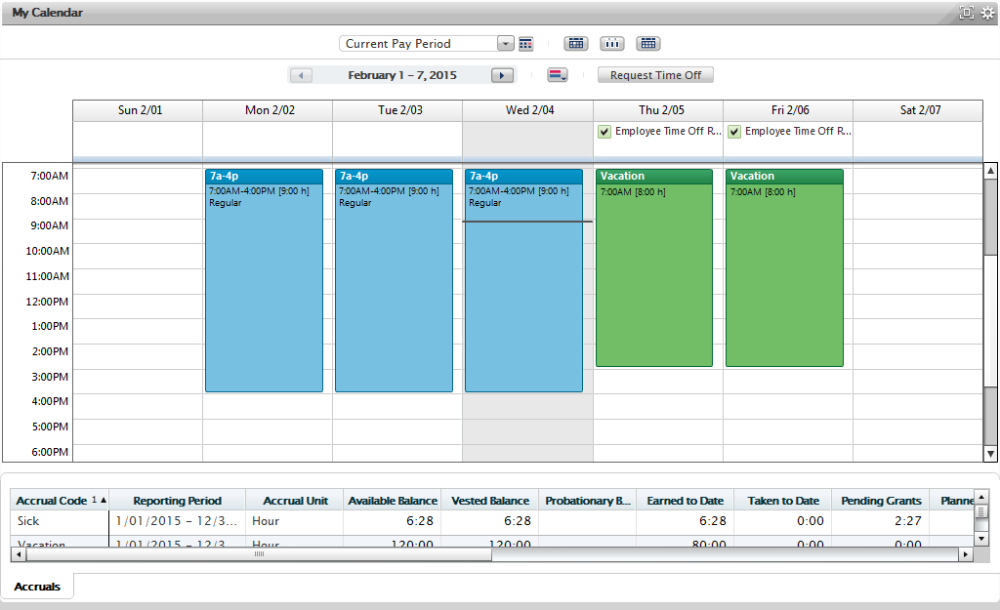 My Calendar
Current Pay Period
February 1 – 7, 2015 Request Time Off
Sun 2/01 Mon 2/02 Tue 2/03 Wed 2/04 Thu 2/05 Fri 2/06 Sat 2/07
Employee Time Off R... Employee Time Off R...
7:00AM 7a-4p 7a-4p 7a-4p Vacation Vacation
7:00AM-4:00PM [9:00 h] 7:00AM-4:00PM [9:00 h] 7:00AM-4:00PM [9:00 h] 7:00AM [8:00 h] 7:00AM [8:00 h]
8:00AM Regular Regular Regular
9:00AM
10:00AM
11:00AM
12:00PM
1:00PM
2:00PM
3:00PM
4:00PM
5:00PM
6:00PM
Accrual Code 1 Reporting Period Accrual Unit Available Balance Vested Balance Probationary B... Earned to Date Taken to Date Pending Grants Planne
Sick 1/01/2015 – 12/3... Hour 6:28 6:28 6:28 0:00 2:27
Vacation 1/01/2015 – 12/3... Hour 120:00 120:00 80:00 0:00 0:00
Accruals